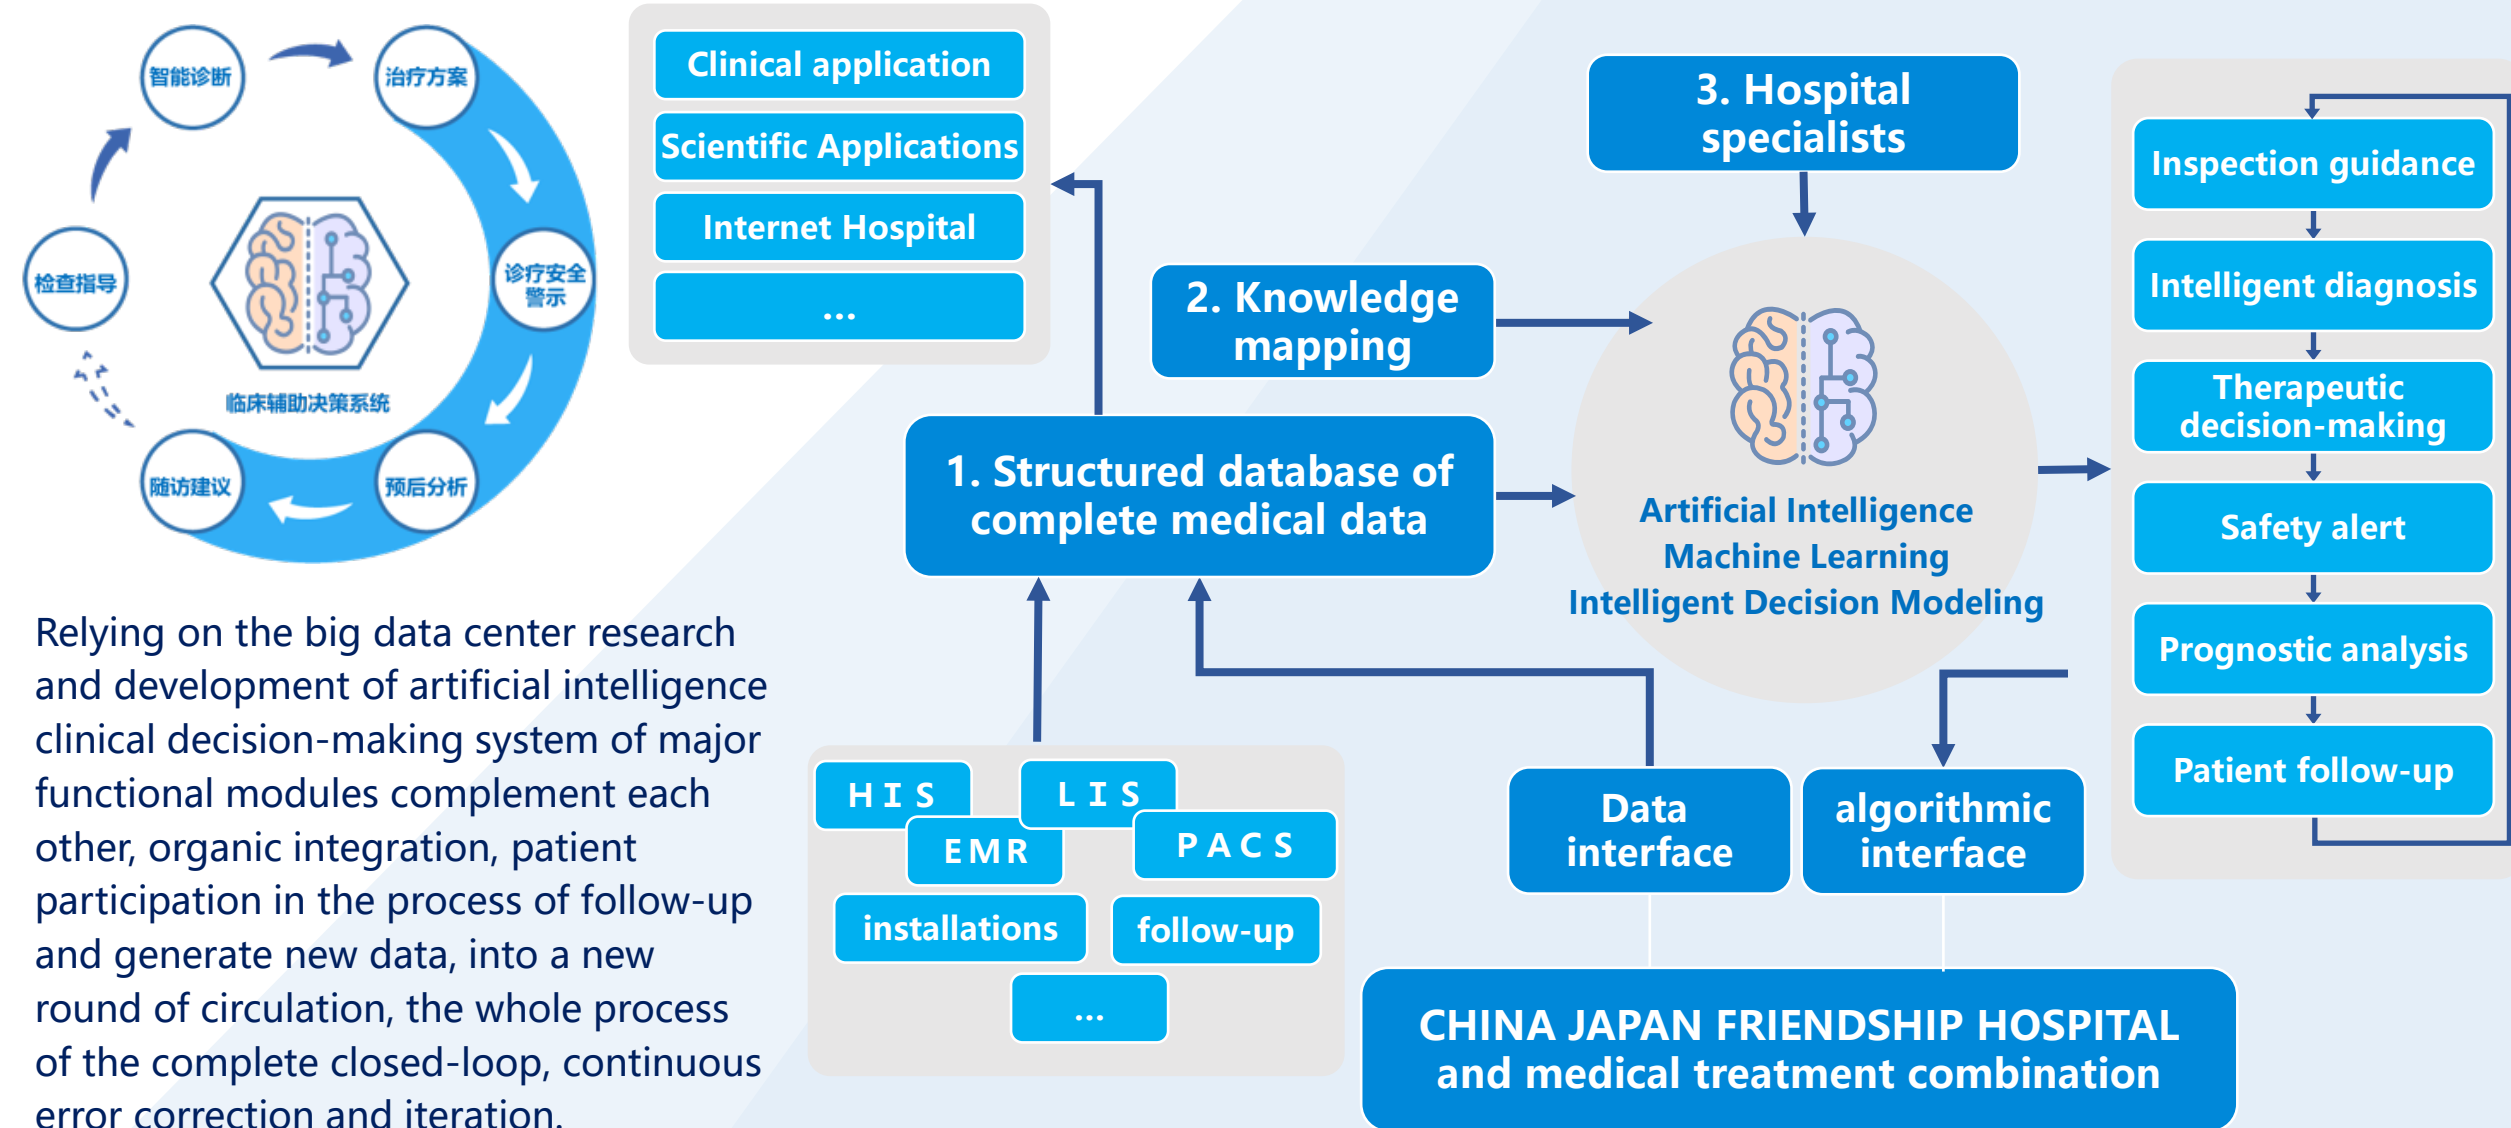 智能诊断
治疗方案
检查指导
诊疗安全
警示
临床辅助决策系统
随访建议
预后分析
Relying on the big data center research
and development of artificial intelligence
clinical decision-making system of major
functional modules complement each
other, organic integration, patient
participation in the process of follow-up
and generate new data, into a new
round of circulation, the whole process
of the complete closed-loop, continuous
error correction and iteration.
Clinical application
Scientific Applications
Internet Hospital
...
3. Hospital
specialists
2. Knowledge
mapping
1. Structured database of
complete medical data
Artificial Intelligence
Machine Learning
Intelligent Decision Modeling
HIS
LIS
EMR
PACS
installations
follow-up
...
Data
interface
algorithmic
interface
CHINA JAPAN FRIENDSHIP HOSPITAL
and medical treatment combination
Inspection guidance
Intelligent diagnosis
Therapeutic
decision-making
Safety alert
Prognostic analysis
Patient follow-up